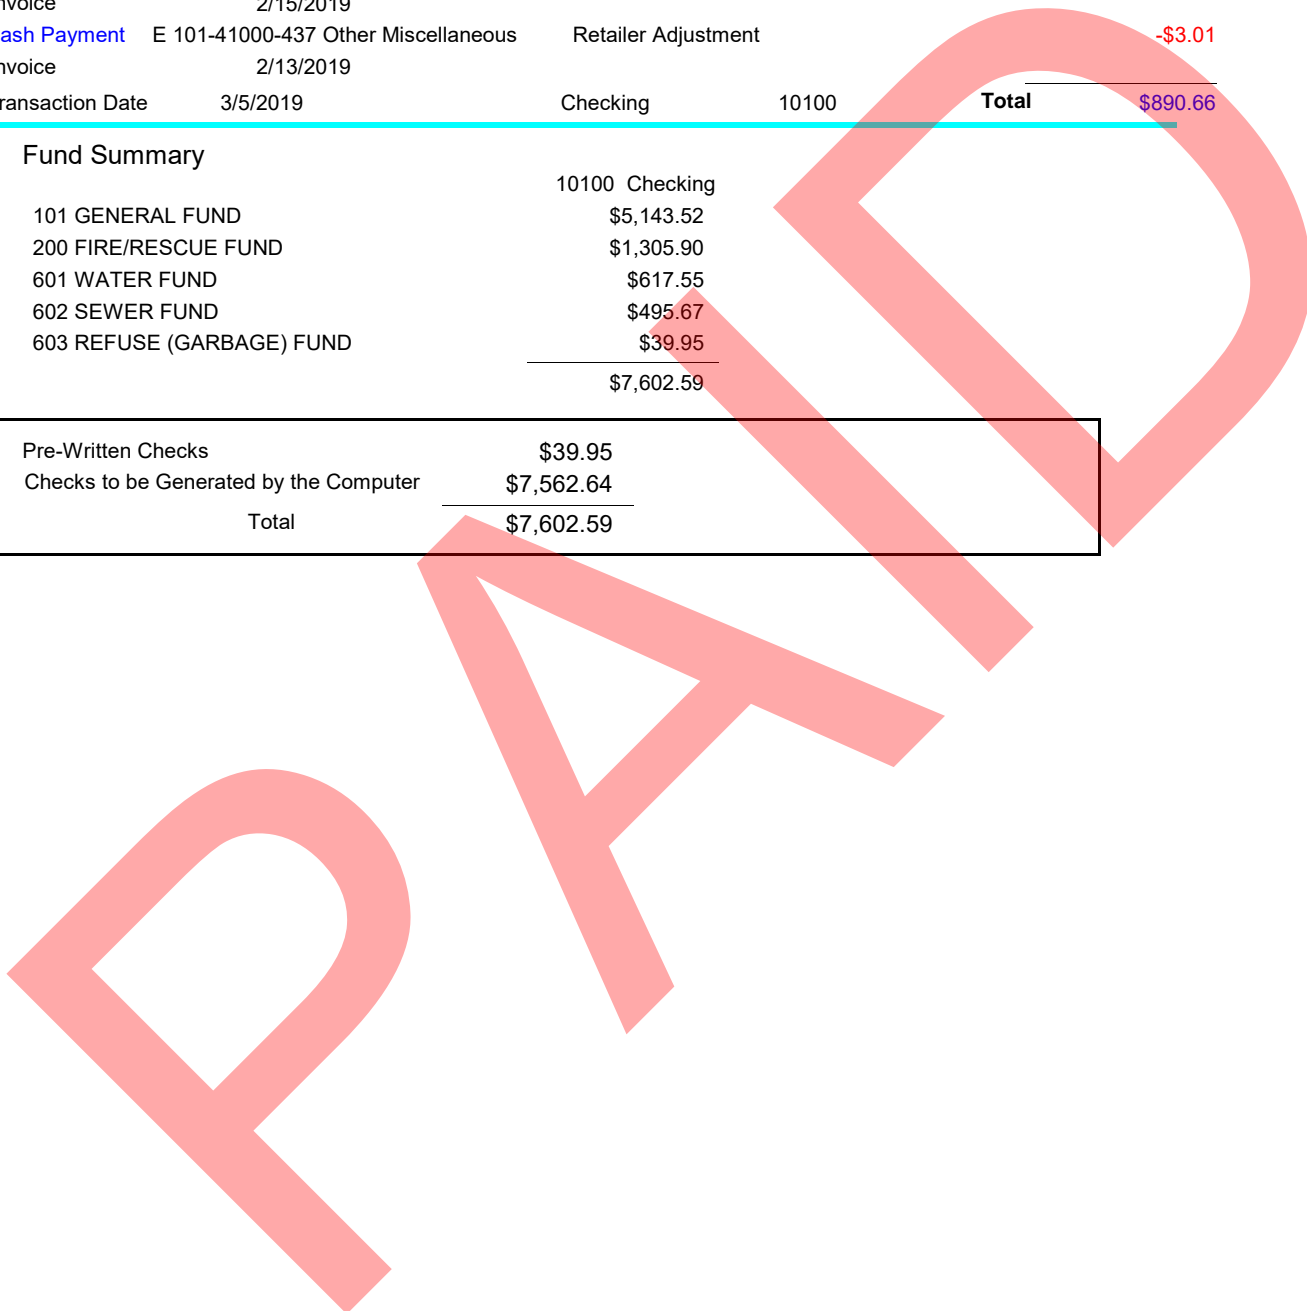 nvoice 2/15/2019
ash Payment E 101-41000-437 Other Miscellaneous Retailer Adjustment -$3.01
nvoice 2/13/2019
ransaction Date 3/5/2019 Checking 10100 Total $890.66
Fund Summary
10100 Checking
101 GENERAL FUND $5,143.52
200 FIRE/RESCUE FUND $1,305.90
601 WATER FUND $617.55
602 SEWER FUND $495.67
603 REFUSE (GARBAGE) FUND $39.95
$7,602.59
Pre-Written Checks $39.95
Checks to be Generated by the Computer $7,562.64
Total $7,602.59
PAID